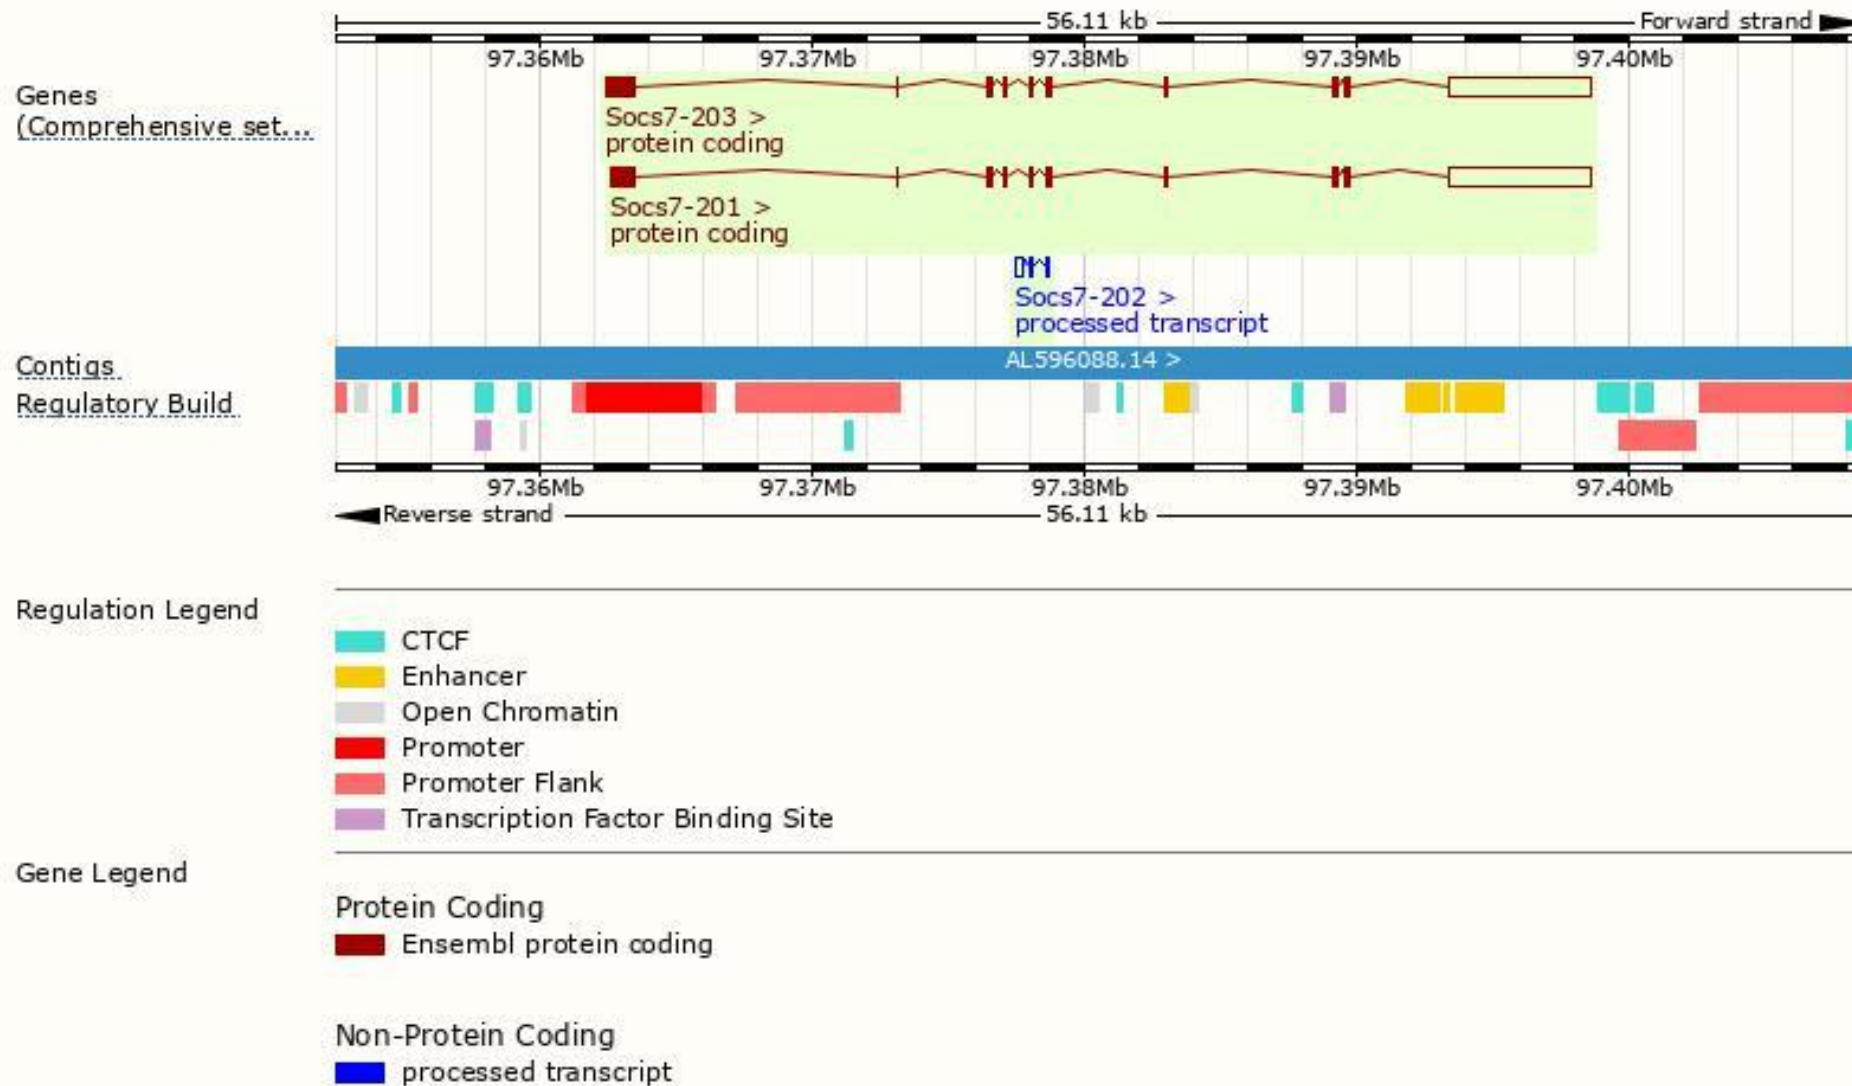 56.11 kb Forward strand
97.36Mb 97.37Mb 97.38Mb 97.39Mb 97.40Mb
Genes
(Comprehensive set...
Socs7-203 >
protein coding
Socs7-201 >
protein coding
Socs7-202 >
processed transcript
Contigs
AL596088.14 >
Regulatory Build
97.36Mb 97.37Mb 97.38Mb 97.39Mb 97.40Mb
Reverse strand 56.11 kb
Regulation Legend
CTCF
Enhancer
Open Chromatin
Promoter
Promoter Flank
Transcription Factor Binding Site
Gene Legend
Protein Coding
Ensembl protein coding
Non-Protein Coding
processed transcript